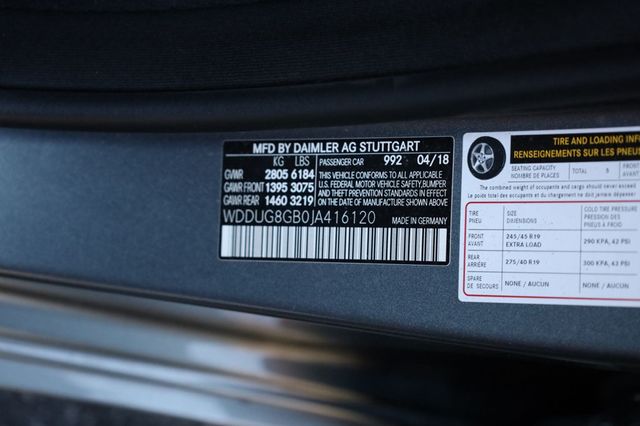 MFD BY DAIMLER AG STUTTGART
KG LBS
PASSENGER CAR 992 04/18
GVWR 2805 6184
GAWR FRONT 1395 3075
GAWR REAR 1460 3219
THIS VEHICLE CONFORMS TO ALL APPLICABLE
U.S. FEDERAL MOTOR VEHICLE SAFETY,BUMPER
AND THEFT PREVENTION STANDARDS IN EFFECT
ON THE DATE OF MANUFACTURE SHOWN ABOVE
WDDUG8GB0JA416120 MADE IN GERMANY
TIRE AND LOADING INF
RENSEIGNEMENTS SUR LES PNEUS
SEATING CAPACITY
NOMBRE DE PLACES
TOTAL 5
FRONT
AVANT
The combined weight of occupants and cargo should never exceed
Le poids total des occupants et du chargement ne doit jamais dépasser
TIRE
PNEU
SIZE
DIMENSIONS
COLD TIRE PRESSURE
PRESSION DES
PNEUS A FROID
FRONT
AVANT
245/45 R19
EXTRA LOAD
290 KPA, 42 PSI
REAR
ARRIÈRE
275/40 R19
300 KPA, 43 PSI
SPARE
DE SECOURS
NONE / AUCUN
NONE / AUCUN